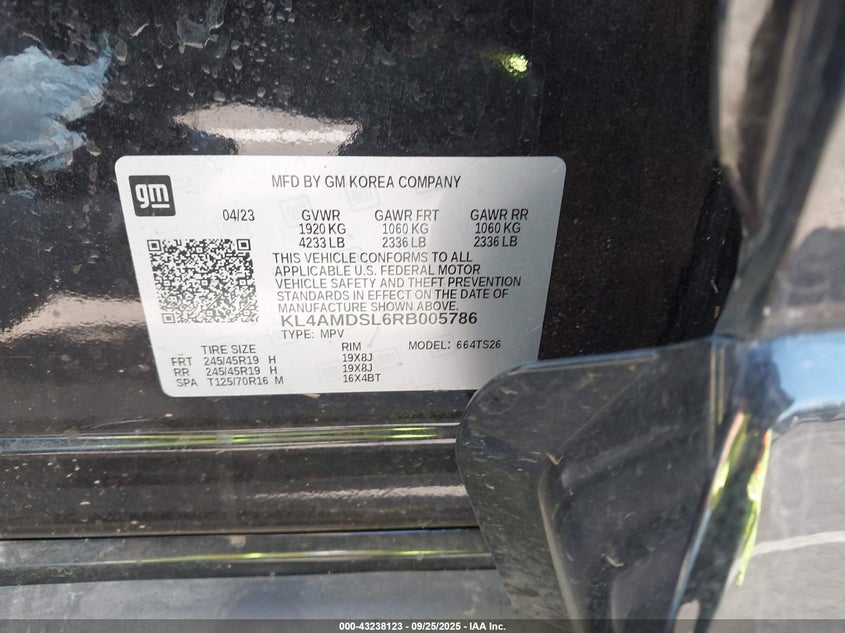 gm
MFD BY GM KOREA COMPANY
04/23 GVWR GAWR FRT GAWR RR
1920 KG 1060 KG 1060 KG
4233 LB 2336 LB 2336 LB
THIS VEHICLE CONFORMS TO ALL
APPLICABLE U.S. FEDERAL MOTOR
VEHICLE SAFETY AND THEFT PREVENTION
STANDARDS IN EFFECT ON THE DATE OF
MANUFACTURE SHOWN ABOVE.
KL4AMDSL6RB005786
TYPE: MPV MODEL: 664TS26
TIRE SIZE RIM
FRT 245/45R19 H 19X8J
RR 245/45R19 H 19X8J
SPA T125/70R16 M 16X4BT
000-43238123 - 09/25/2025 - IAA Inc.